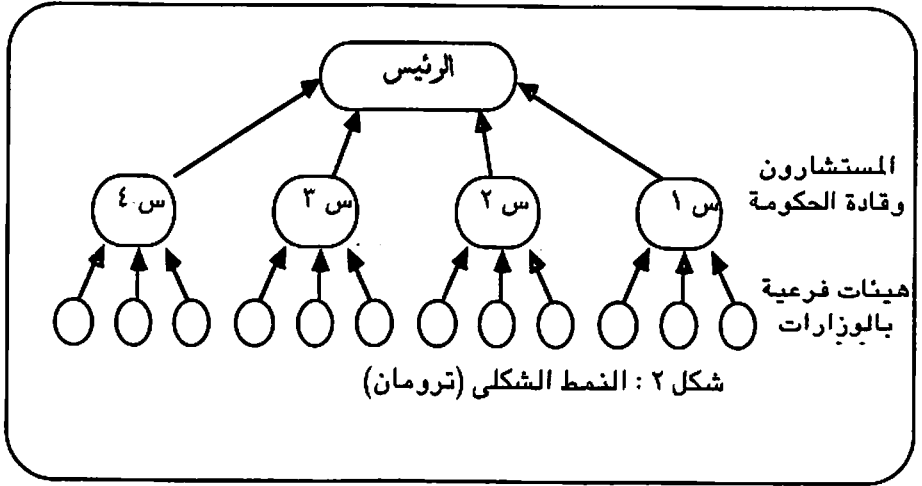 الرئيس
المستشارون
وقادة الحكومة
س ١
س ٢
س ٣
س ٤
هيئات فرعية
بالوزارات
شكل ٢ : النمط الشكلى (ترومان)